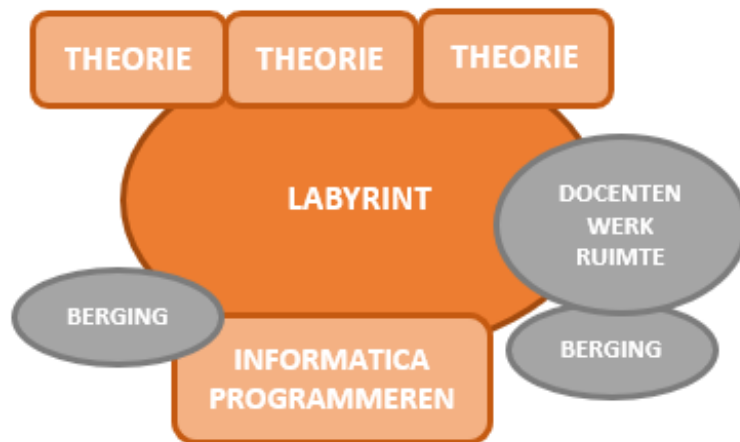 THEORIE THEORIE THEORIE
LABYRINT
DOCENTEN
WERK
RUIMTE
BERGING
BERGING
INFORMATICA
PROGRAMMEREN